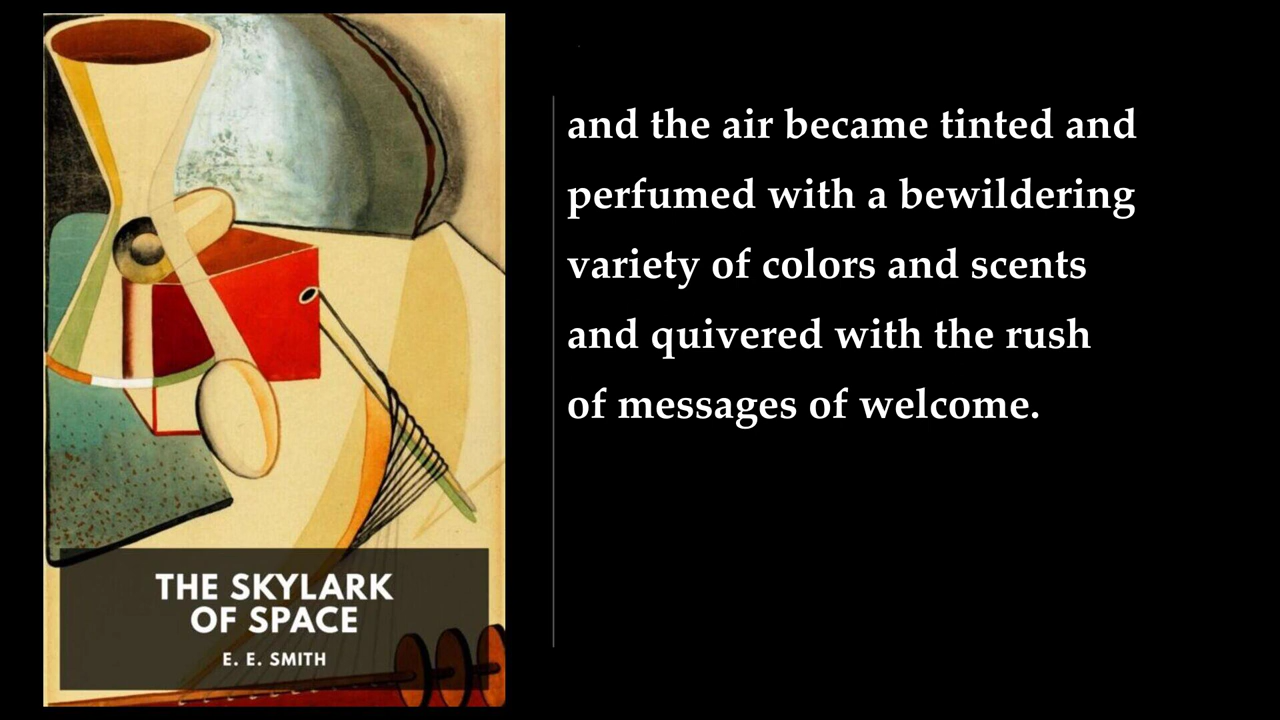 THE SKYLARK
OF SPACE
E. E. SMITH
and the air became tinted and
perfumed with a bewildering
variety of colors and scents
and quivered with the rush
of messages of welcome.